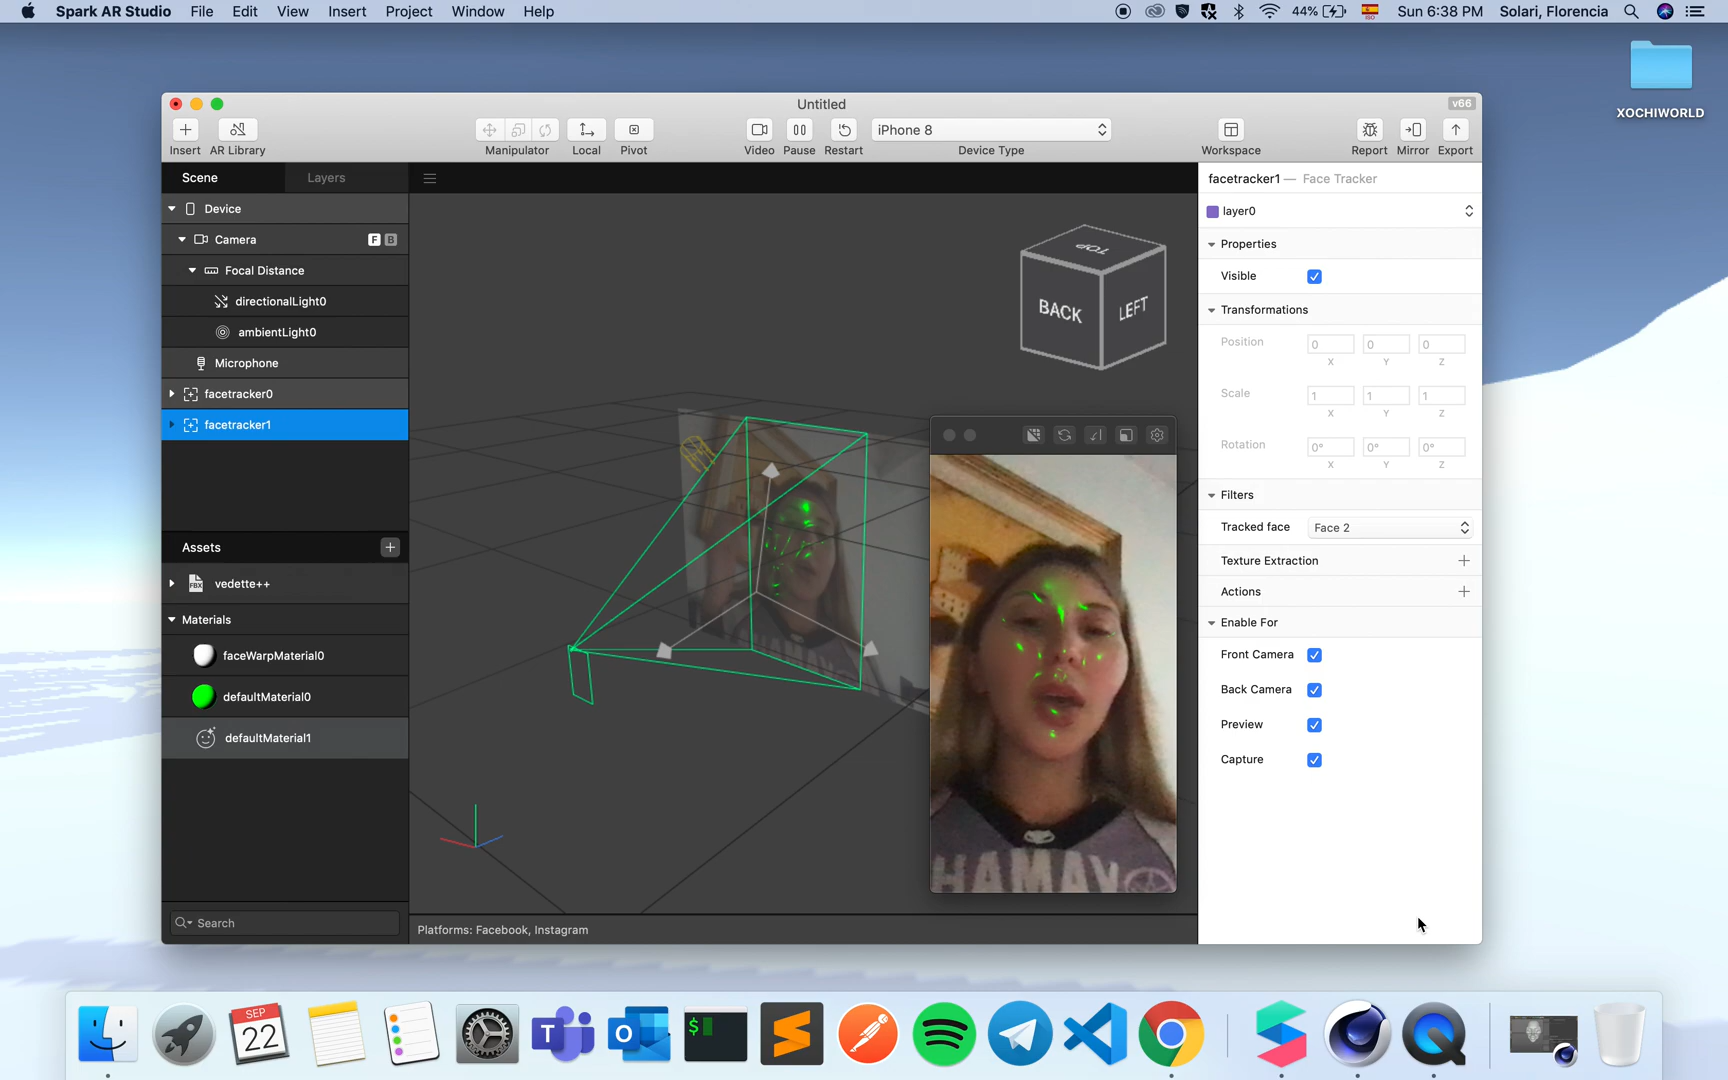 Spark AR Studio File Edit View Insert Project Window Help 44% ISO Sun 6:38 PM Solari, Florencia
XOCHIWORLD
Untitled v66
iPhone 8
Insert AR Library Manipulator Local Pivot Video Pause Restart Device Type Workspace Report Mirror Export
Scene Layers
Device
Camera F B
Focal Distance
directionalLight0
ambientLight0
Microphone
facetracker0
facetracker1
Assets
FBX vedette++
Materials
faceWarpMaterial0
defaultMaterial0
defaultMaterial1
Search
TOP
BACK LEFT
HAMAY
Platforms: Facebook, Instagram
facetracker1 — Face Tracker
layer0
Properties
Visible
Transformations
Position 0 0 0
X Y Z
Scale 1 1 1
X Y Z
Rotation 0° 0° 0°
X Y Z
Filters
Tracked face Face 2
Texture Extraction
Actions
Enable For
Front Camera
Back Camera
Preview
Capture
SEP
22
T
O
$